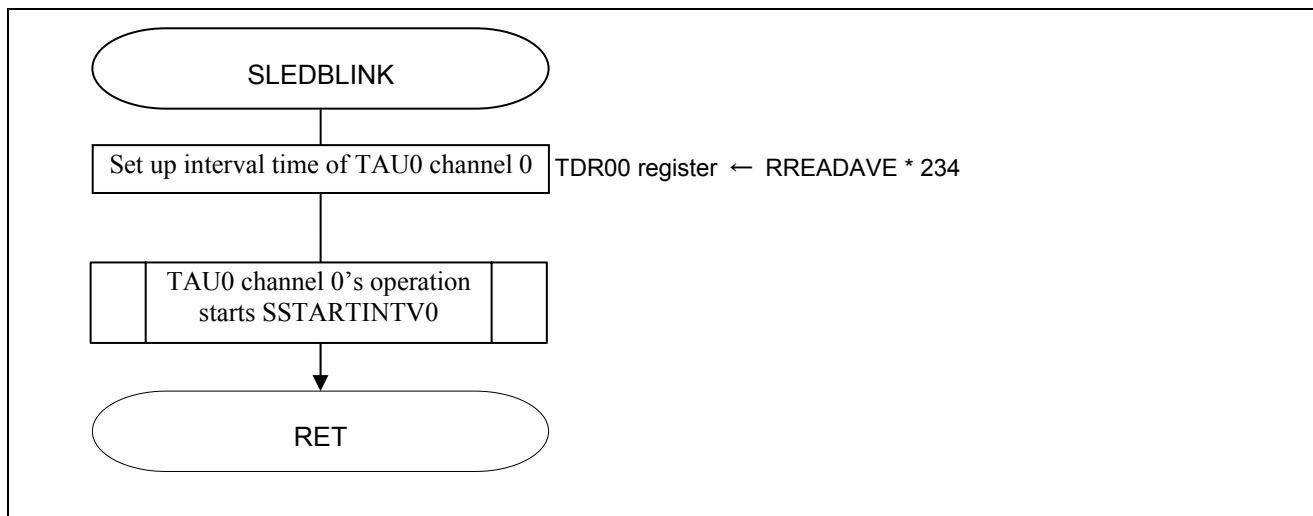 SLEDBLINK
Set up interval time of TAU0 channel 0
TDR00 register ← RREADAVE * 234
TAU0 channel 0’s operation
starts SSTARTINTV0
RET